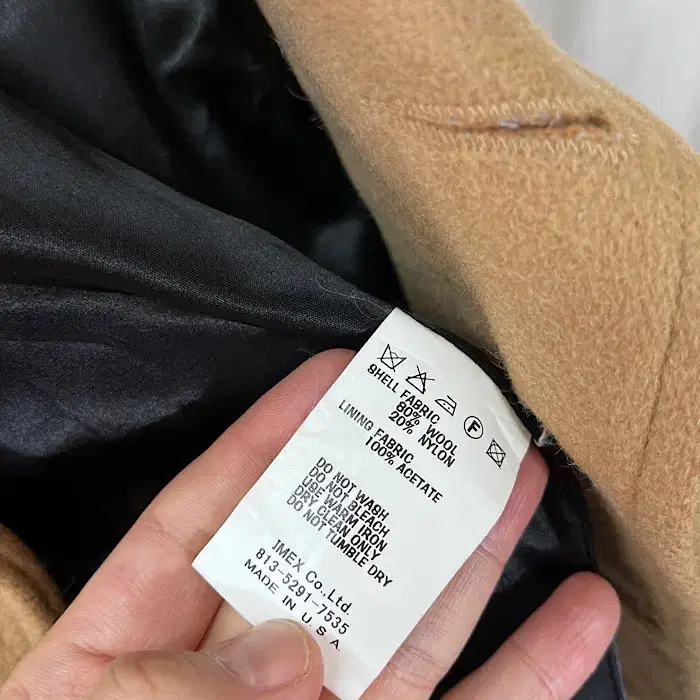 F
SHELL FABRIC
80% WOOL
20% NYLON
LINING FABRIC
100% ACETATE
DO NOT WASH
DO NOT BLEACH
USE WARM IRON
DRY CLEAN ONLY
DO NOT TUMBLE DRY
IMEX Co.,Ltd.
813-5291-7535
MADE IN U.S.A